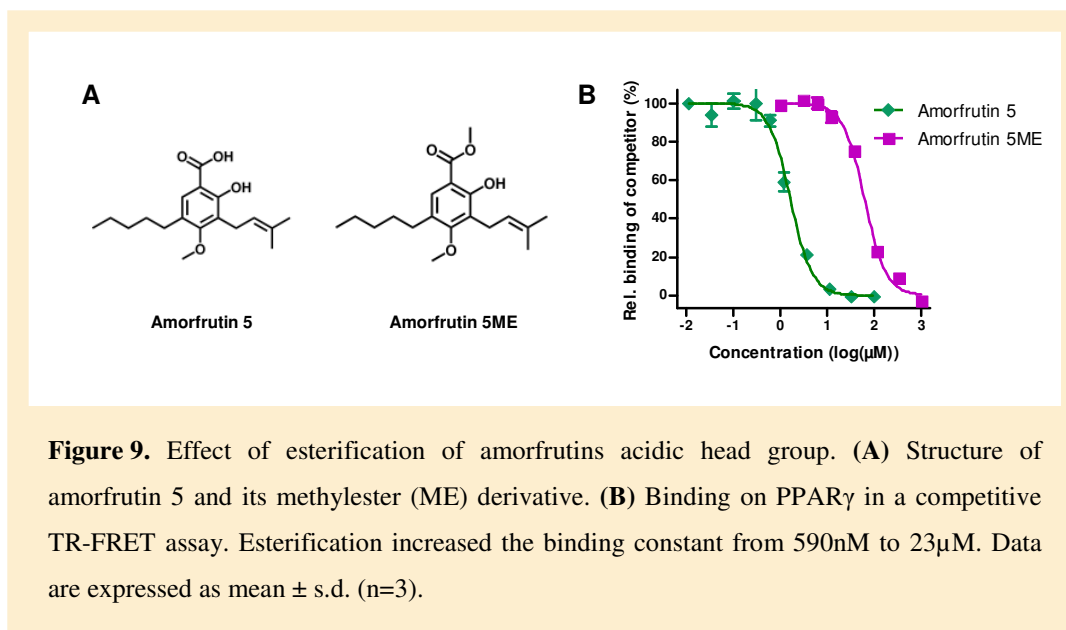 A
B
O
OH
OH
O
O
O
OH
O
Amorfrutin 5
Amorfrutin 5ME
Rel. binding of competitor (%)
100
80
60
40
20
0
-2 -1 0 1 2 3
Concentration (log(µM))
Amorfrutin 5
Amorfrutin 5ME
Figure 9. Effect of esterification of amorfrutins acidic head group. (A) Structure of
amorfrutin 5 and its methylester (ME) derivative. (B) Binding on PPARγ in a competitive
TR-FRET assay. Esterification increased the binding constant from 590nM to 23µM. Data
are expressed as mean ± s.d. (n=3).